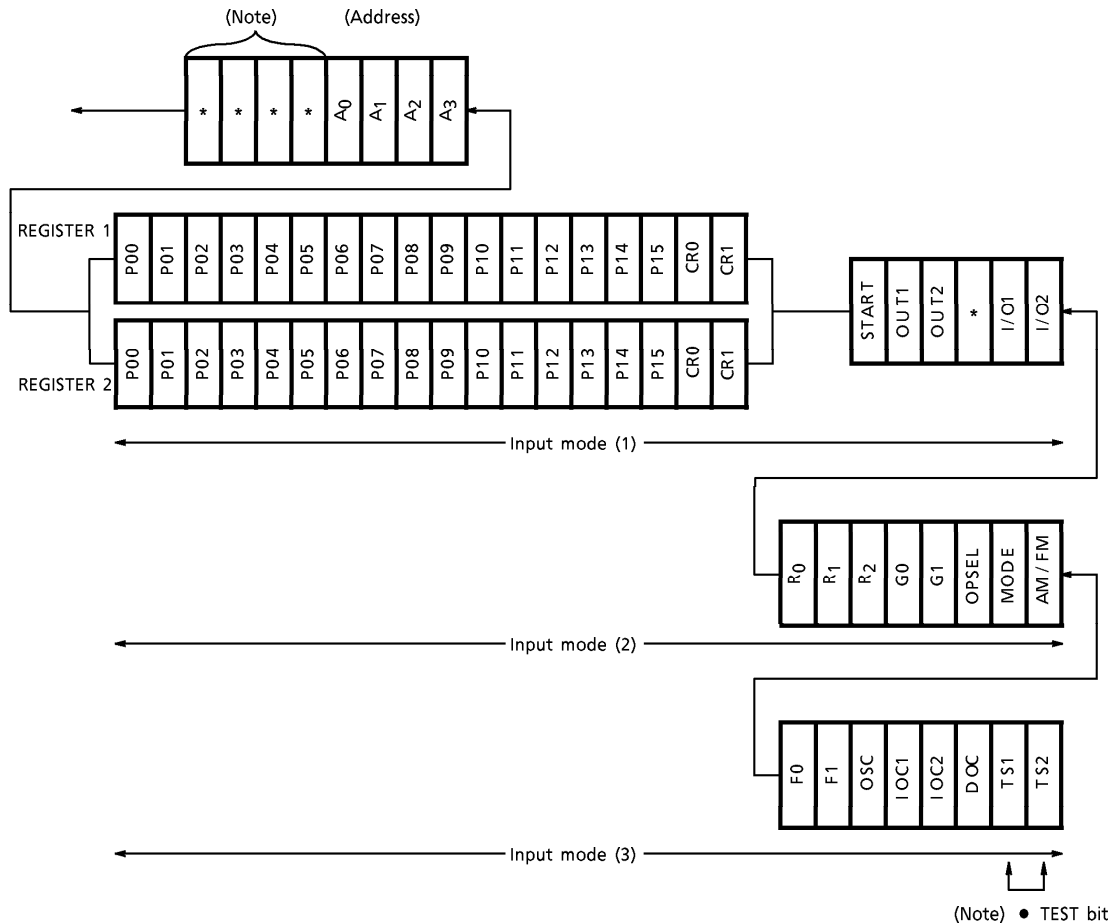 (Note) (Address)
* * * * A0 A1 A2 A3
REGISTER 1
P00 P01 P02 P03 P04 P05 P06 P07 P08 P09 P10 P11 P12 P13 P14 P15 CR0 CR1
START OUT1 OUT2 * I/O1 I/O2
P00 P01 P02 P03 P04 P05 P06 P07 P08 P09 P10 P11 P12 P13 P14 P15 CR0 CR1
REGISTER 2
Input mode (1)
R0 R1 R2 G0 G1 OPSEL MODE AM/FM
Input mode (2)
F0 F1 OSC IOC1 IOC2 DOC TS1 TS2
Input mode (3)
(Note) ● TEST bit